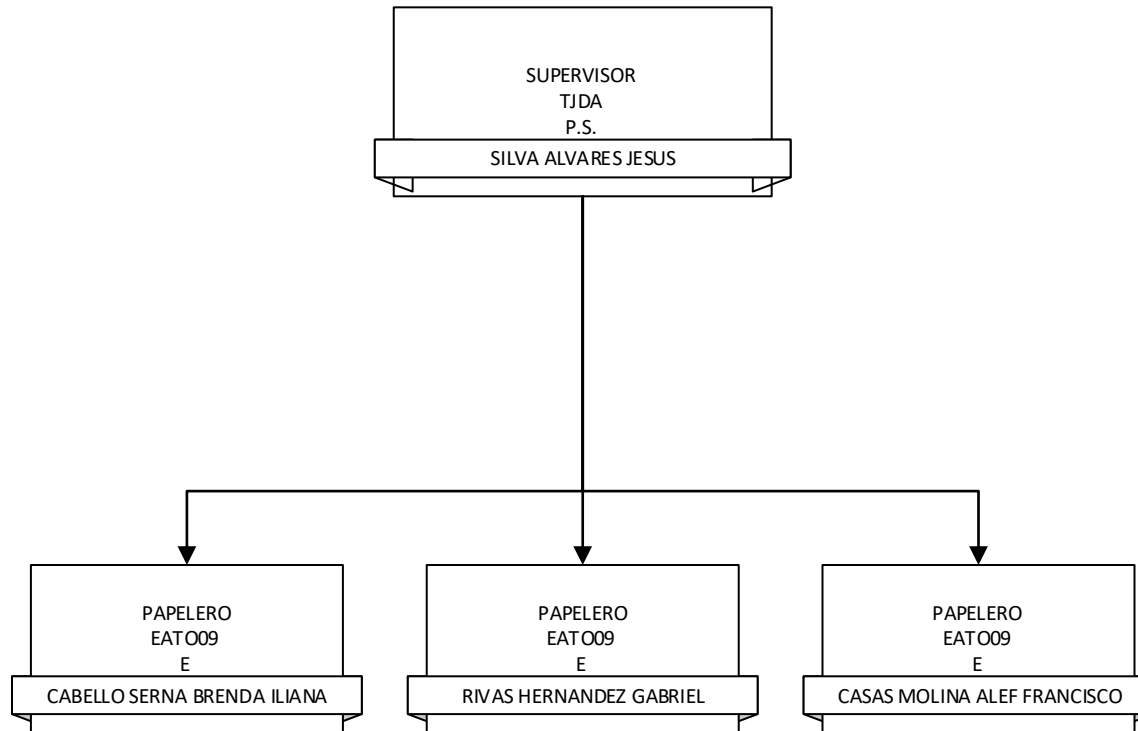 SUPERVISOR
TJDA
P.S.
SILVA ALVARES JESUS
PAPELERO
EATO09
E
CABELLO SERNA BRENDA ILIANA
PAPELERO
EATO09
E
RIVAS HERNANDEZ GABRIEL
PAPELERO
EATO09
E
CASAS MOLINA ALEF FRANCISCO